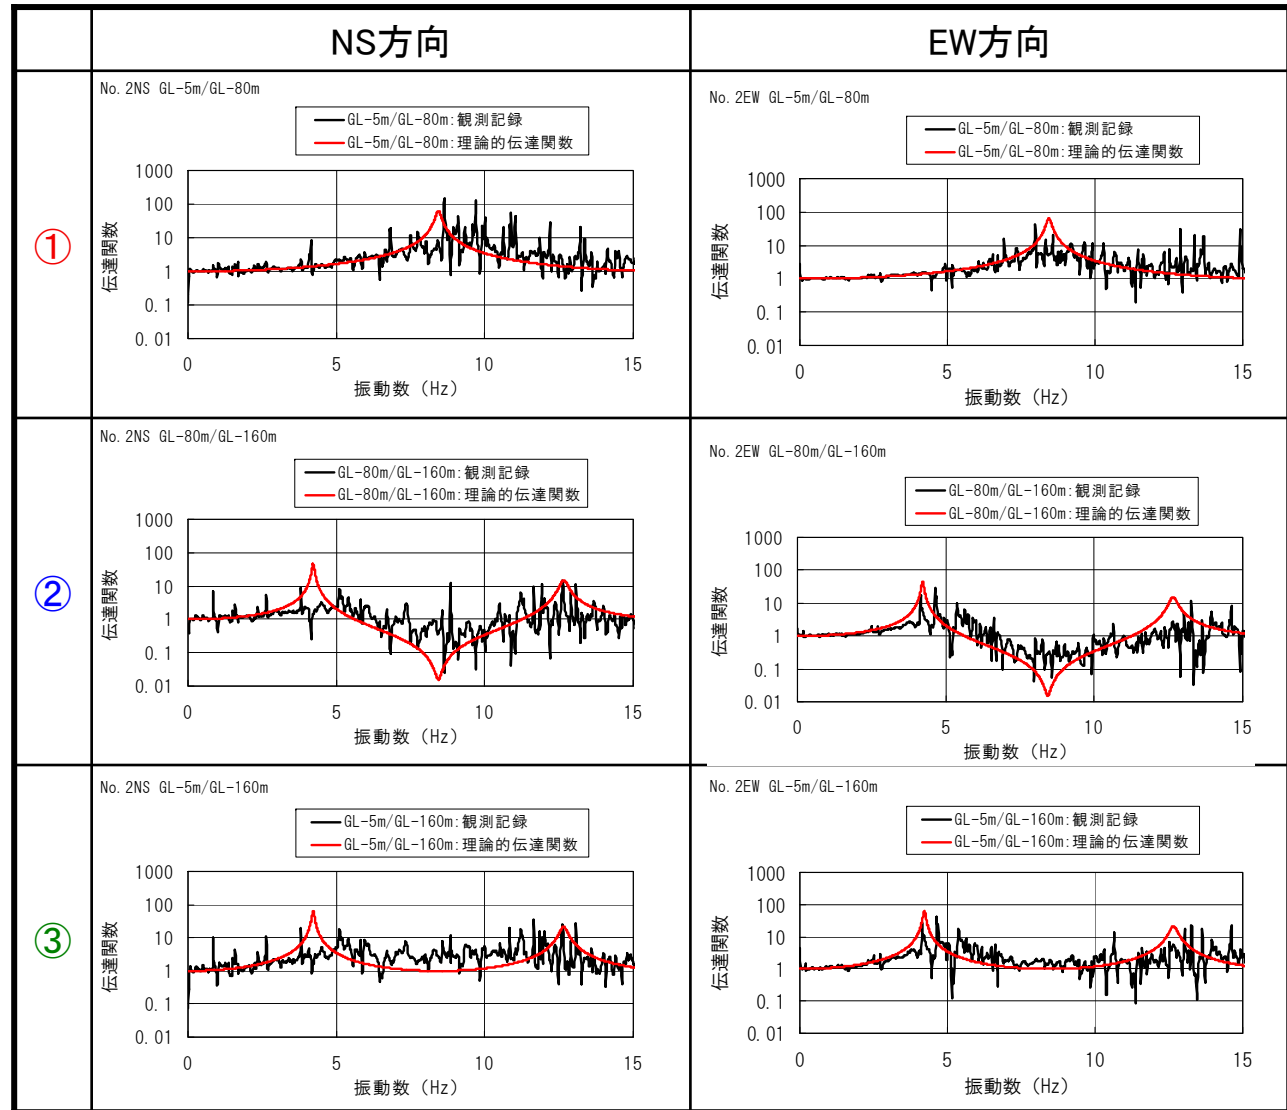 NS方向
EW方向
①
No.2NS GL-5m/GL-80m
GL-5m/GL-80m:観測記録
GL-5m/GL-80m:理論的伝達関数
伝達関数
1000
100
10
1
0.1
0.01
0
5
10
15
振動数（Hz）
No.2EW GL-5m/GL-80m
GL-5m/GL-80m:観測記録
GL-5m/GL-80m:理論的伝達関数
伝達関数
1000
100
10
1
0.1
0.01
0
5
10
15
振動数（Hz）
②
No.2NS GL-80m/GL-160m
GL-80m/GL-160m:観測記録
GL-80m/GL-160m:理論的伝達関数
伝達関数
1000
100
10
1
0.1
0.01
0
5
10
15
振動数（Hz）
No.2EW GL-80m/GL-160m
GL-80m/GL-160m:観測記録
GL-80m/GL-160m:理論的伝達関数
伝達関数
1000
100
10
1
0.1
0.01
0
5
10
15
振動数（Hz）
③
No.2NS GL-5m/GL-160m
GL-5m/GL-160m:観測記録
GL-5m/GL-160m:理論的伝達関数
伝達関数
1000
100
10
1
0.1
0.01
0
5
10
15
振動数（Hz）
No.2EW GL-5m/GL-160m
GL-5m/GL-160m:観測記録
GL-5m/GL-160m:理論的伝達関数
伝達関数
1000
100
10
1
0.1
0.01
0
5
10
15
振動数（Hz）